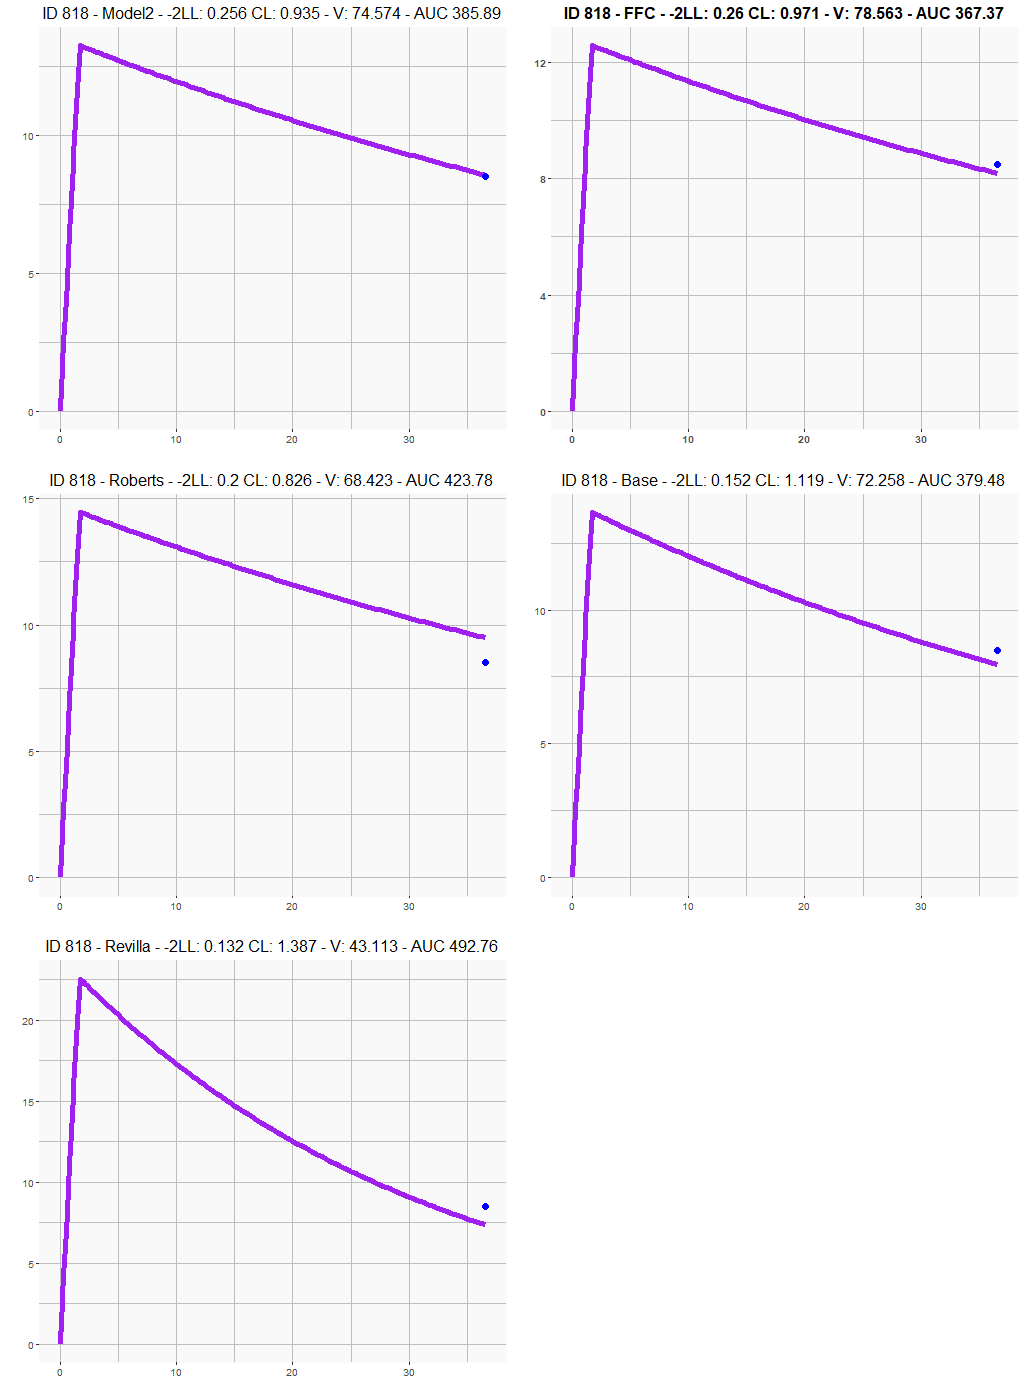 ID 818 - Model2 - -2LL: 0.256 CL: 0.935 - V: 74.574 - AUC 385.89
10
5
0
0 10 20 30
ID 818 - FFC - -2LL: 0.26 CL: 0.971 - V: 78.563 - AUC 367.37
12
8
4
0
0 10 20 30
ID 818 - Roberts - -2LL: 0.2 CL: 0.826 - V: 68.423 - AUC 423.78
15
10
5
0
0 10 20 30
ID 818 - Base - -2LL: 0.152 CL: 1.119 - V: 72.258 - AUC 379.48
10
5
0
0 10 20 30
ID 818 - Revilla - -2LL: 0.132 CL: 1.387 - V: 43.113 - AUC 492.76
20
15
10
5
0
0 10 20 30